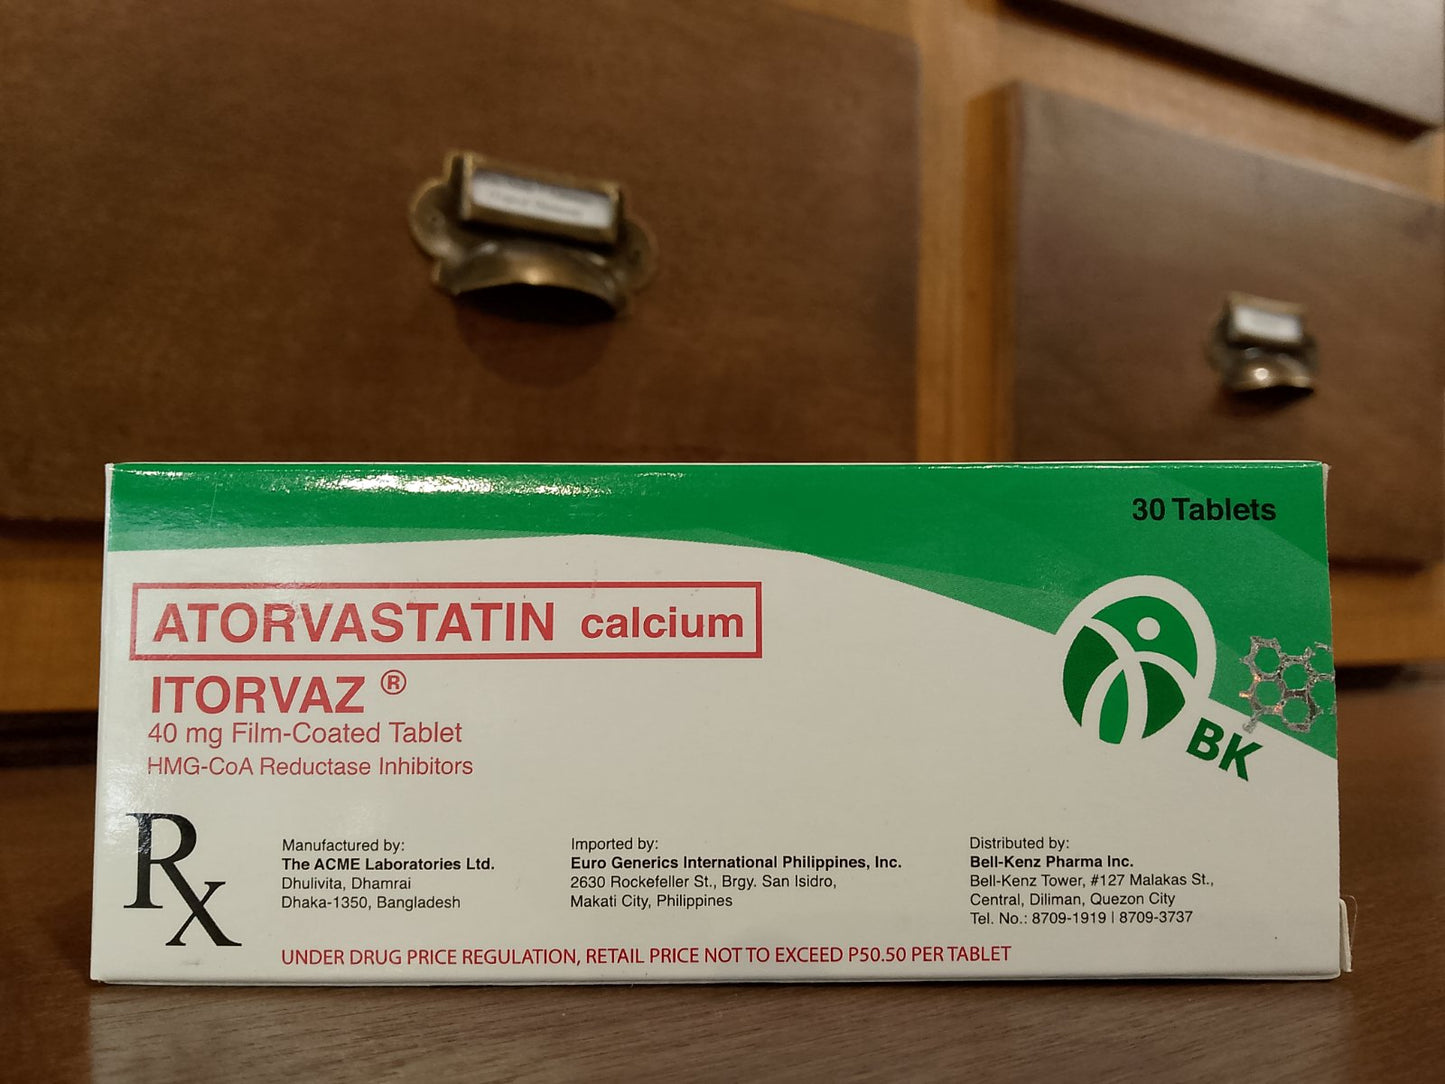 30 Tablets
ATORVASTATIN calcium
ITORVAZ ®
40 mg Film-Coated Tablet
HMG-CoA Reductase Inhibitors
BK
Rx
Manufactured by:
The ACME Laboratories Ltd.
Dhulivita, Dhamrai
Dhaka-1350, Bangladesh
Imported by:
Euro Generics International Philippines, Inc.
2630 Rockefeller St., Brgy. San Isidro,
Makati City, Philippines
Distributed by:
Bell-Kenz Pharma Inc.
Bell-Kenz Tower, #127 Malakas St.,
Central, Diliman, Quezon City
Tel. No.: 8709-1919 | 8709-3737
UNDER DRUG PRICE REGULATION, RETAIL PRICE NOT TO EXCEED P50.50 PER TABLET